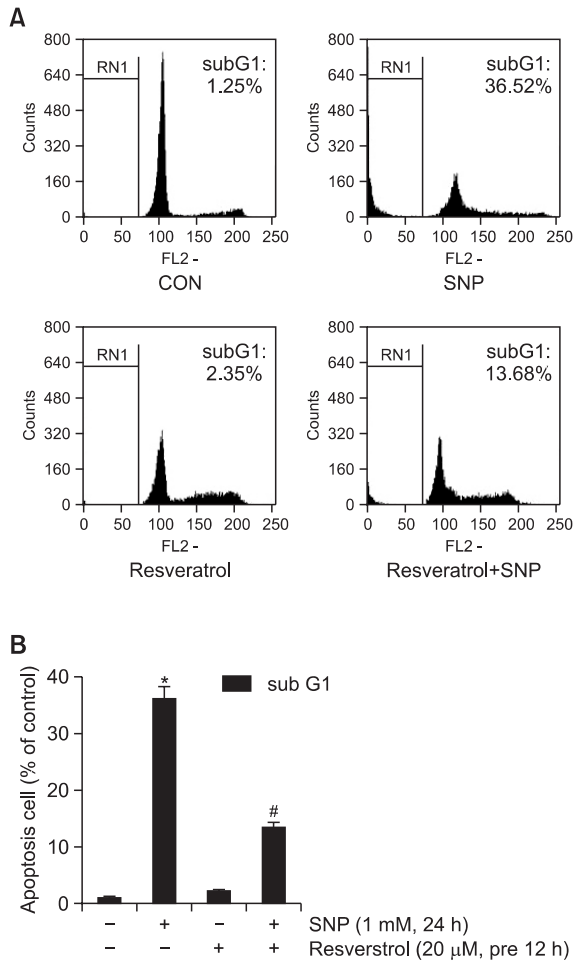 A
800
640
480
320
160
0
Counts
RN1
subG1:
1.25%
0 50 100 150 200 250
FL2 -
CON
800
640
480
320
160
0
Counts
RN1
subG1:
36.52%
0 50 100 150 200 250
FL2 -
SNP
800
640
480
320
160
0
Counts
RN1
subG1:
2.35%
0 50 100 150 200 250
FL2 -
Resveratrol
800
640
480
320
160
0
Counts
RN1
subG1:
13.68%
0 50 100 150 200 250
FL2 -
Resveratrol+SNP
B
Apoptosis cell (% of control)
40
30
20
10
0
*
#
sub G1
– + – + SNP (1 mM, 24 h)
– – + + Resverstrol (20 µM, pre 12 h)